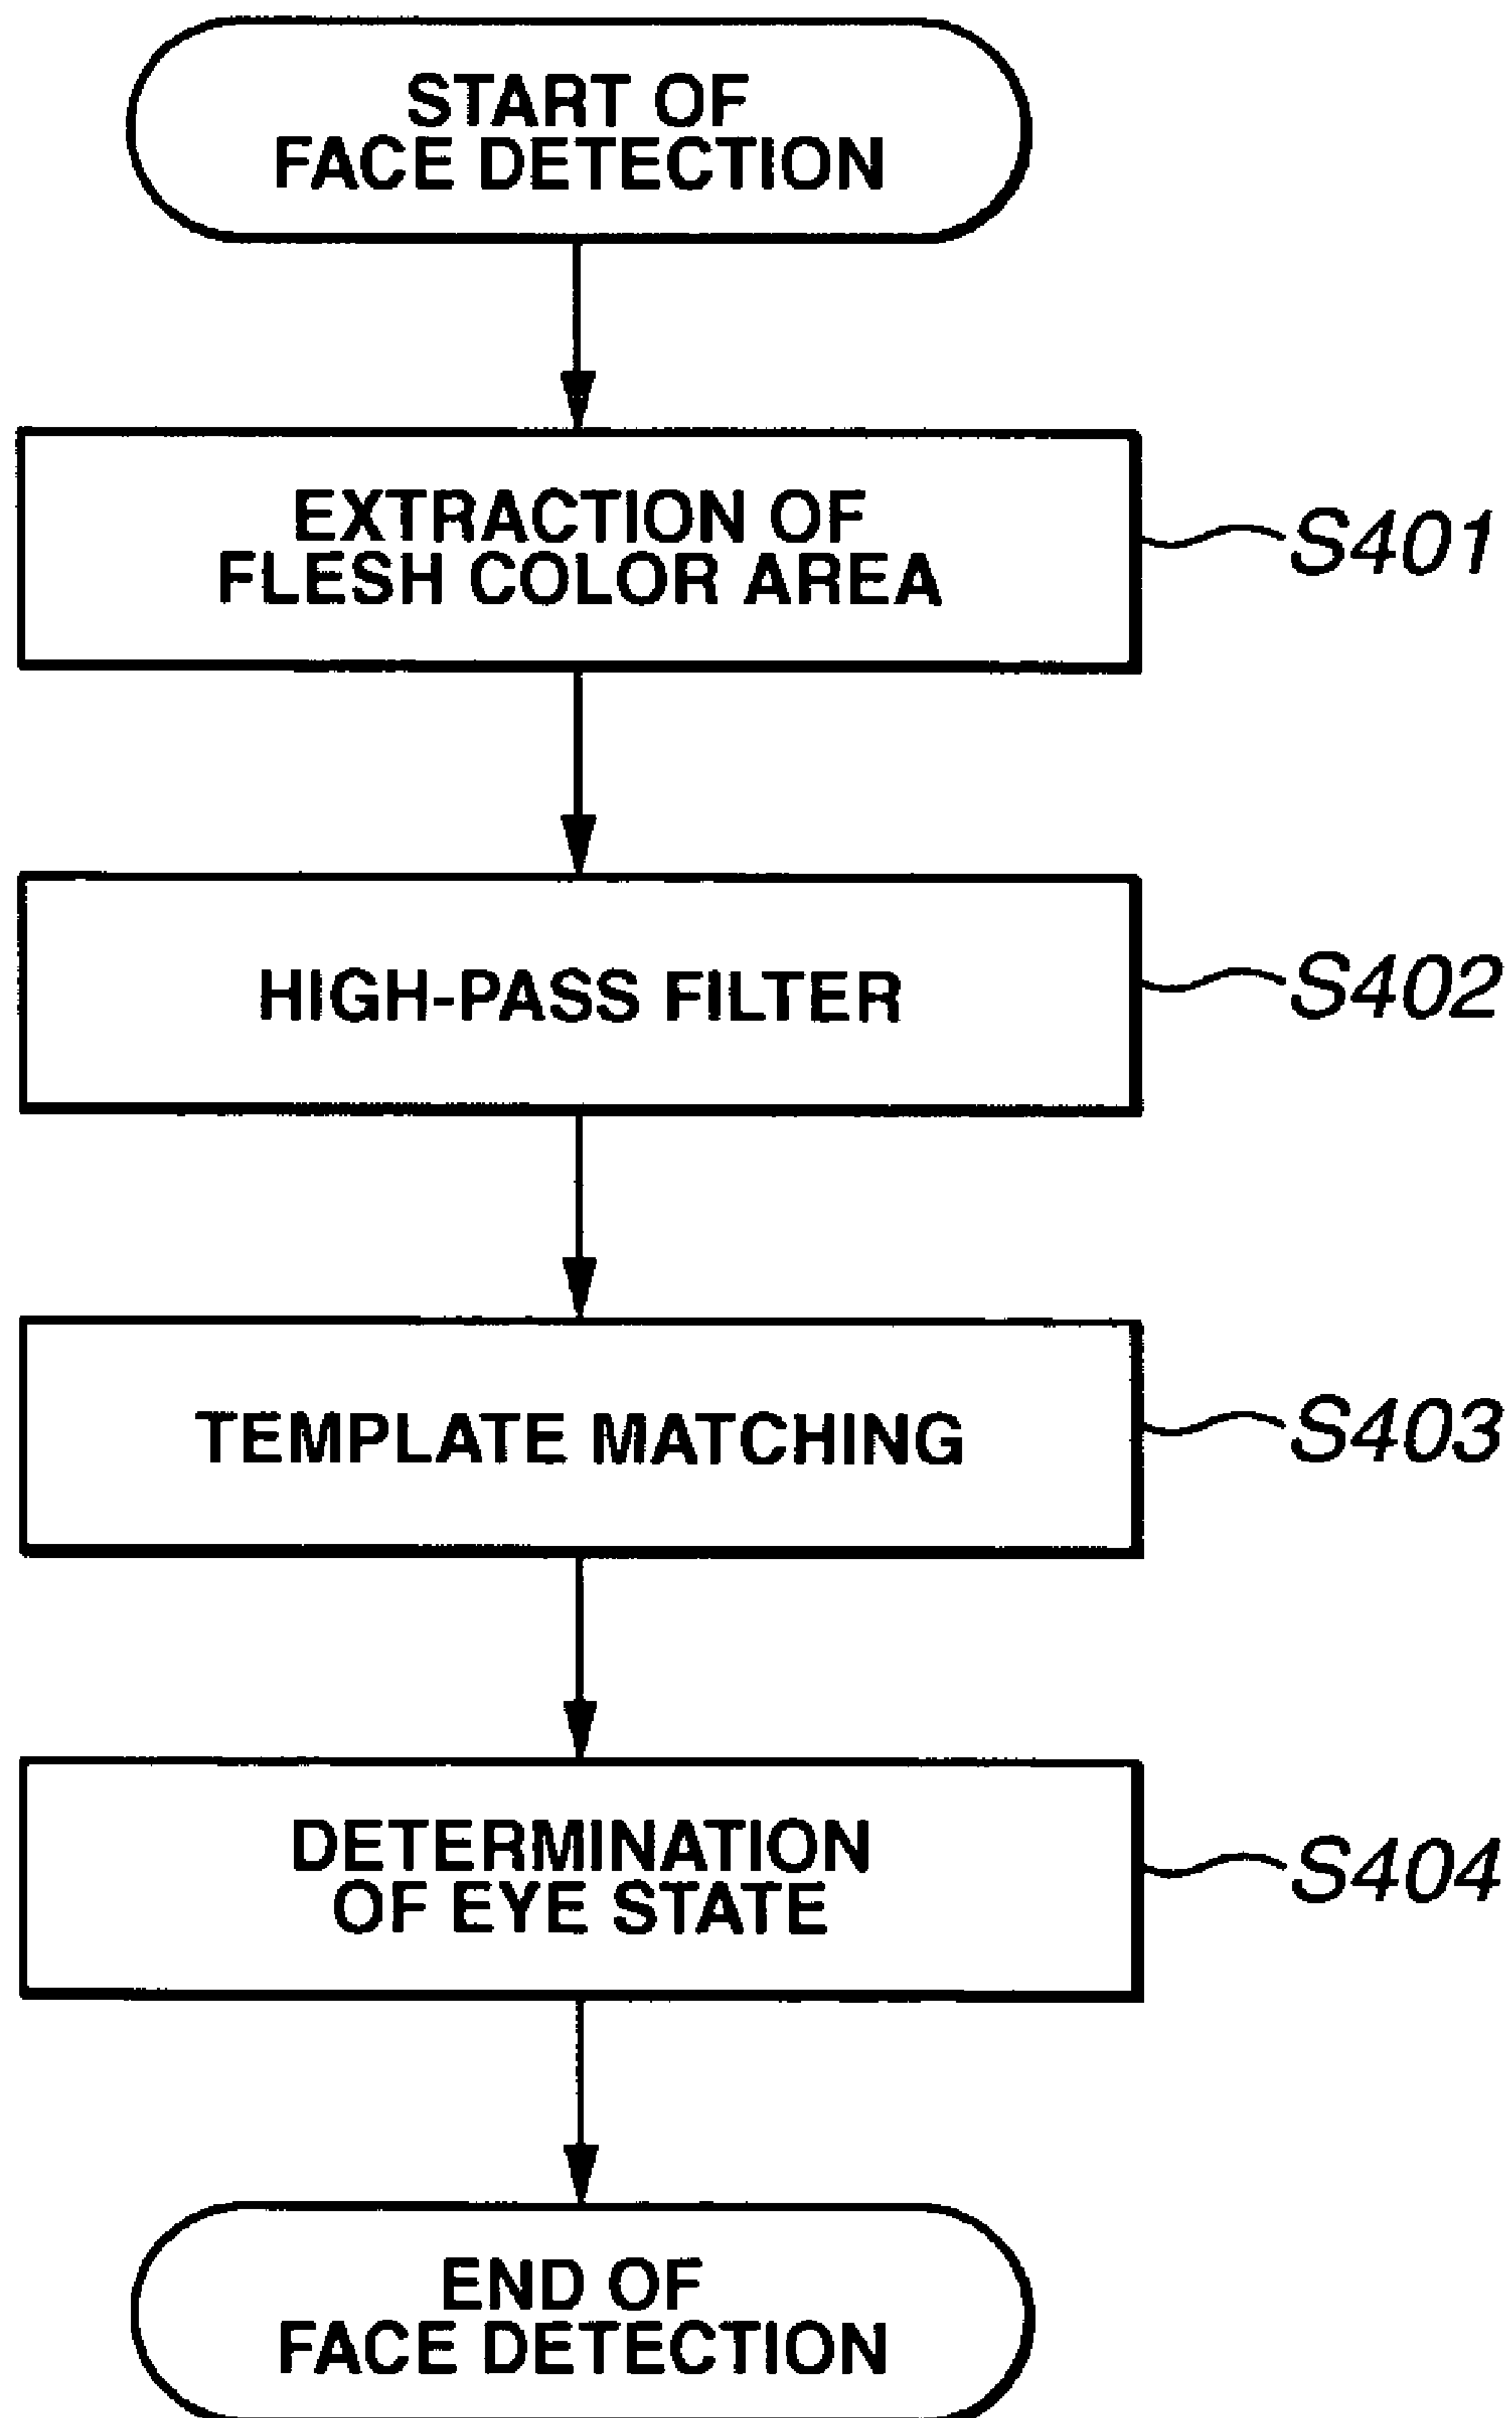 START OF
FACE DETECTION
EXTRACTION OF
FLESH COLOR AREA
S401
HIGH-PASS FILTER
S402
TEMPLATE MATCHING
S403
DETERMINATION
OF EYE STATE
S404
END OF
FACE DETECTION